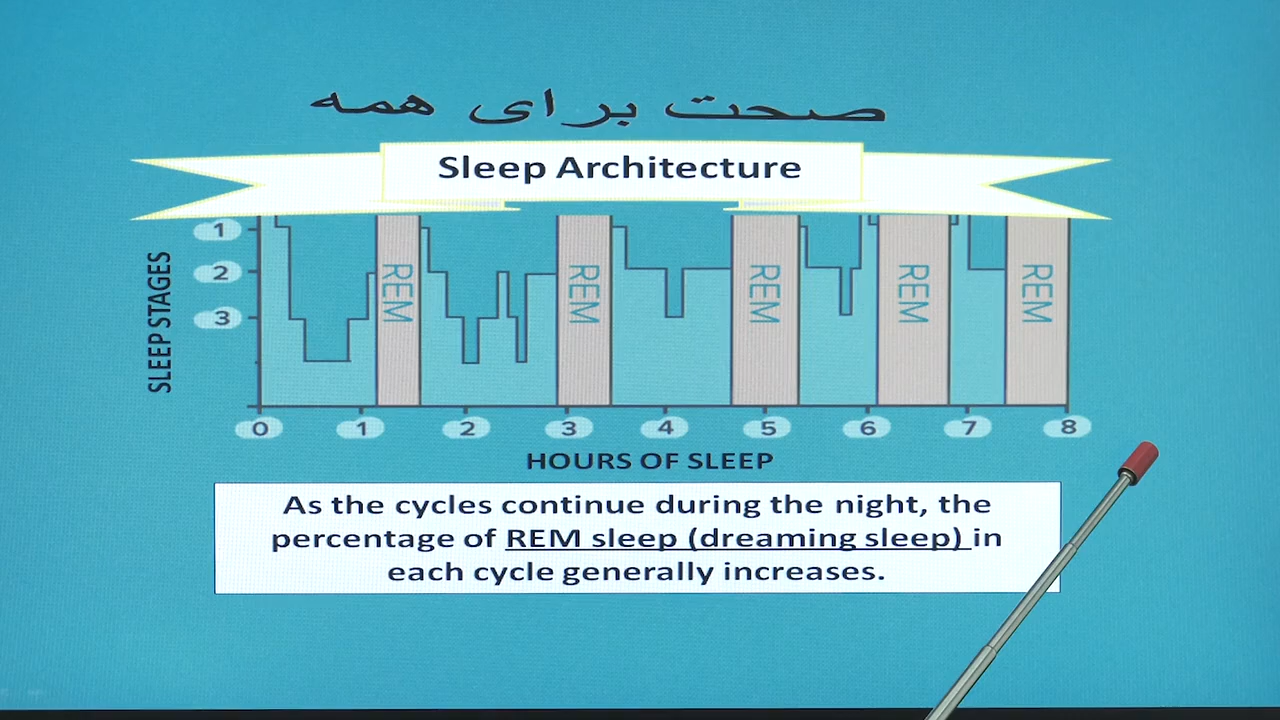 صحت برای همه
Sleep Architecture
SLEEP STAGES
1
2
3
REM
REM
REM
REM
REM
0 1 2 3 4 5 6 7 8
HOURS OF SLEEP
As the cycles continue during the night, the
percentage of REM sleep (dreaming sleep) in
each cycle generally increases.